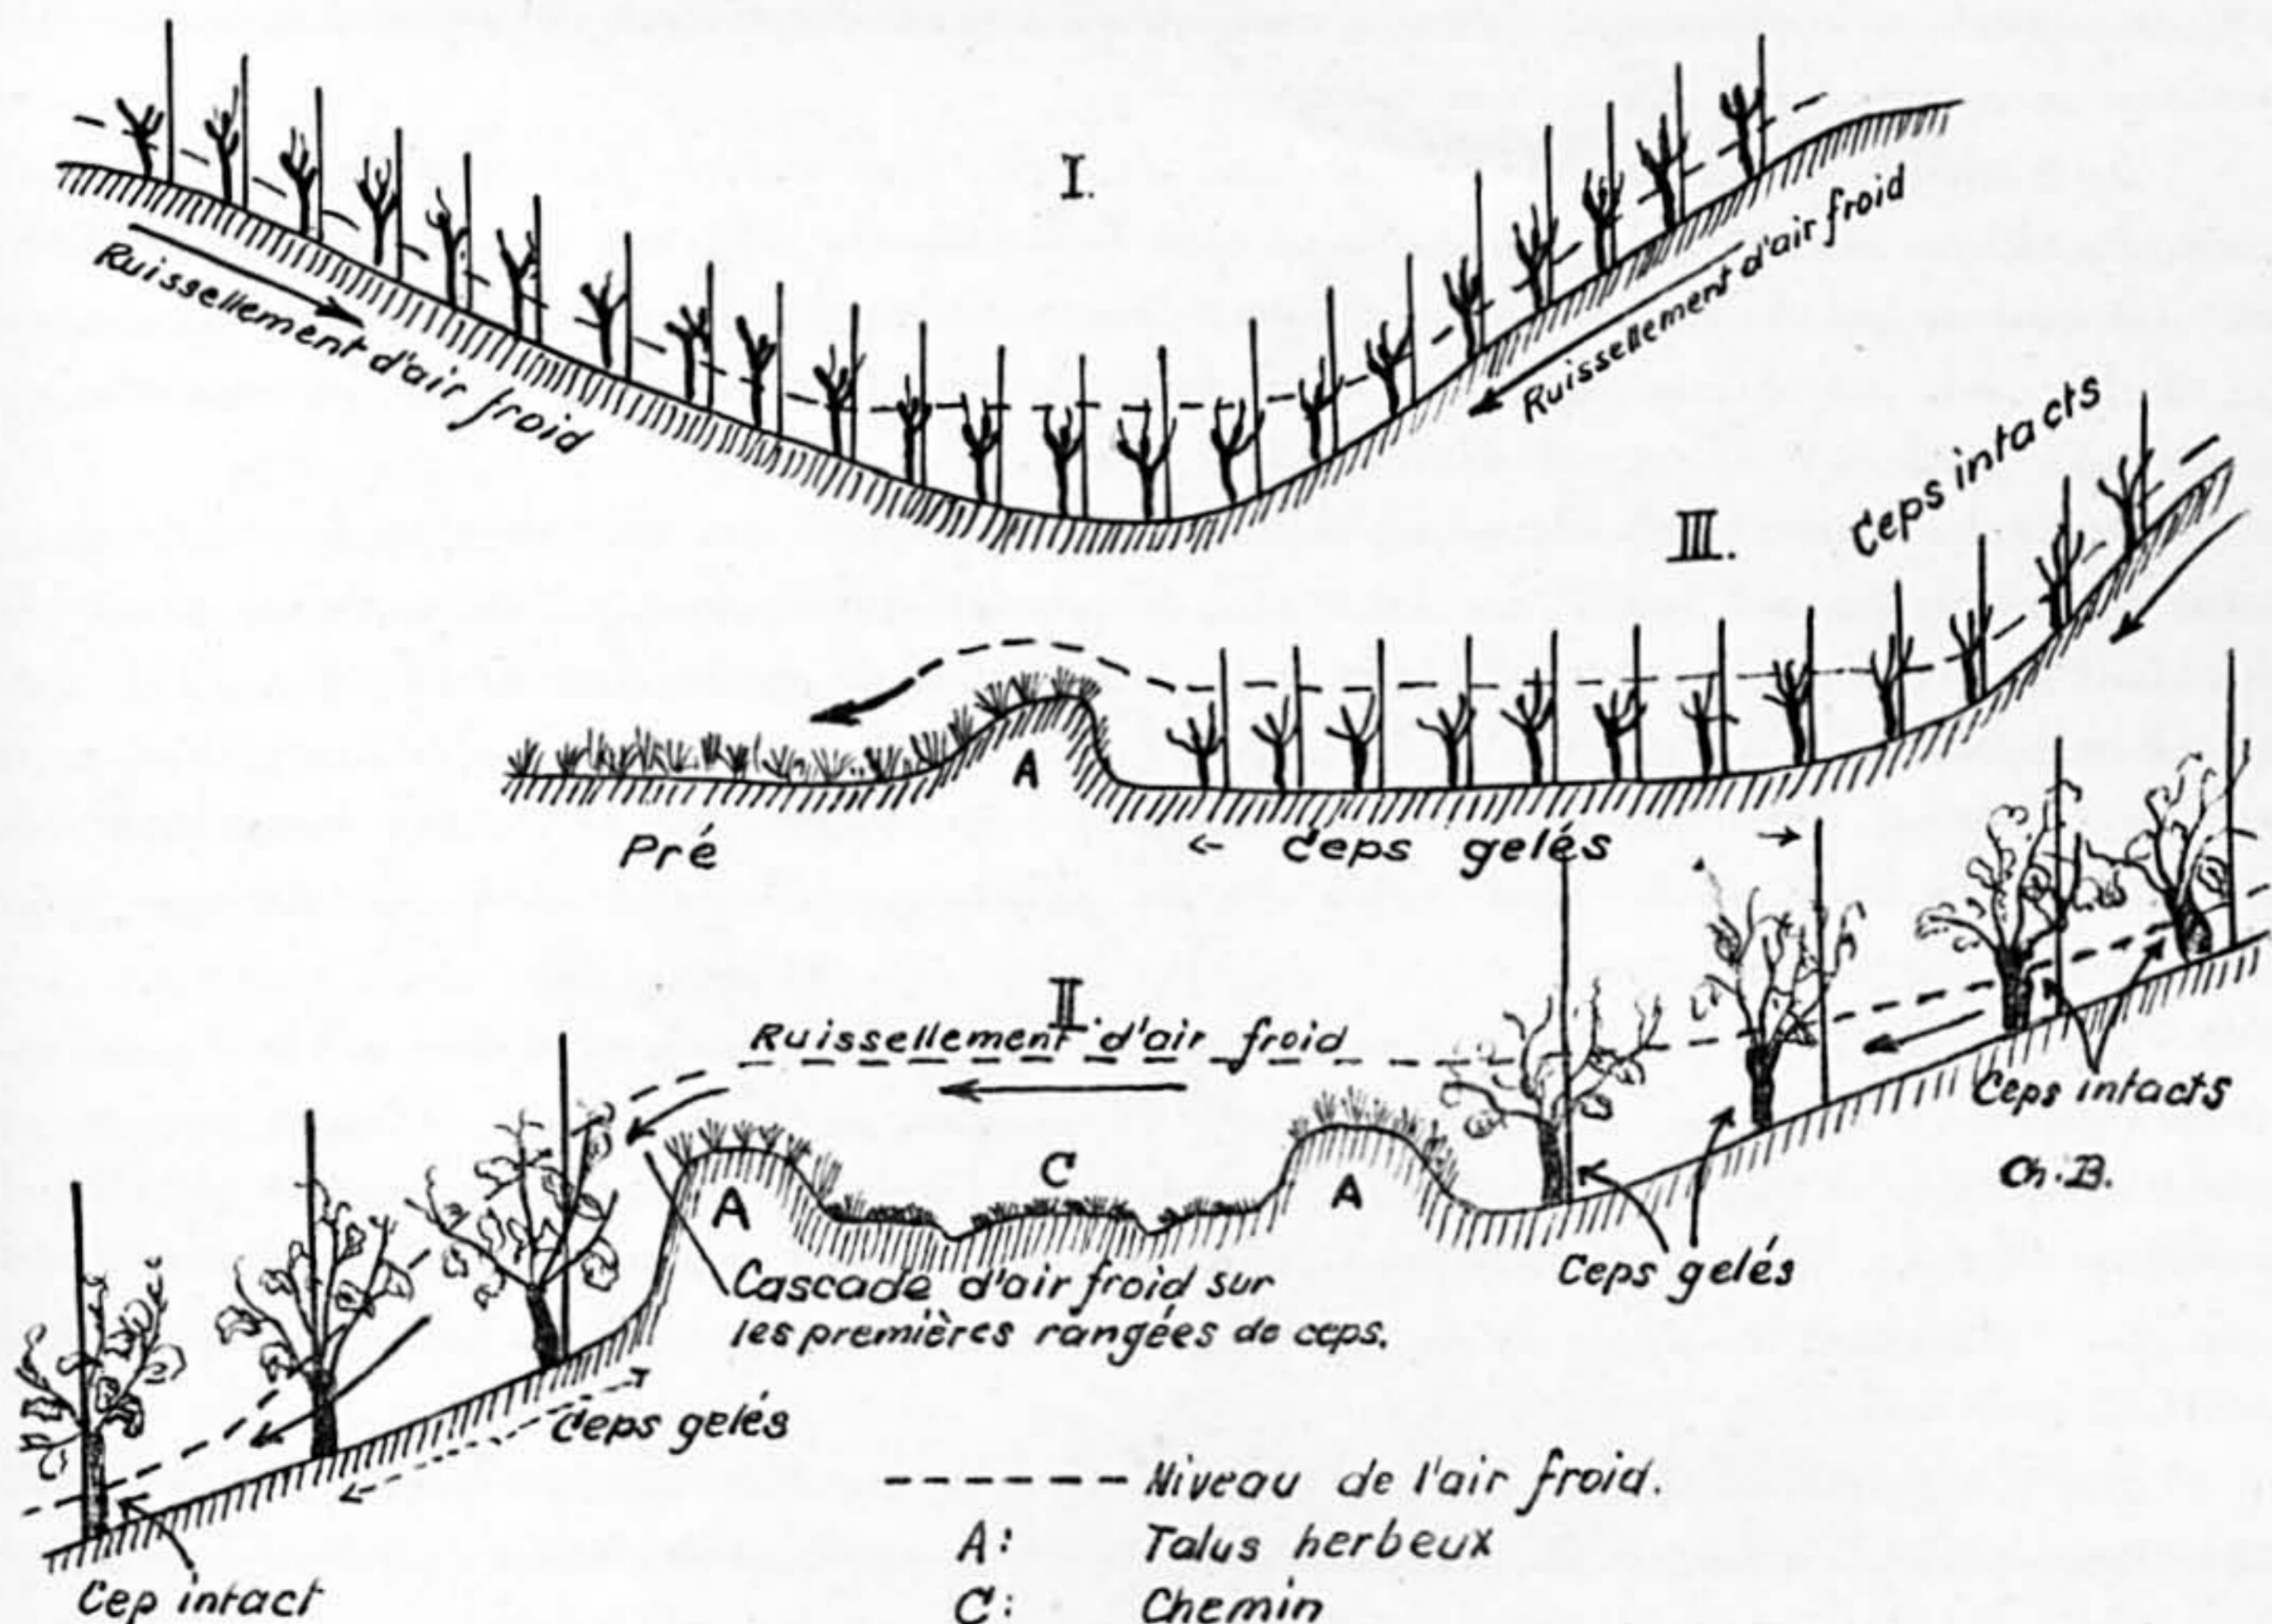 I.
Ruissellement d'air froid
Ruissellement d'air froid
III.
Ceps intacts
A
Pré
Ceps gelés
II.
Ruissellement d'air froid
Ceps intacts
Ch. B.
C
A
A
Ceps gelés
Cascade d'air froid sur
les premières rangées de ceps.
Ceps gelés
Cep intact
Niveau de l'air froid.
A: Talus herbeux
C: Chemin